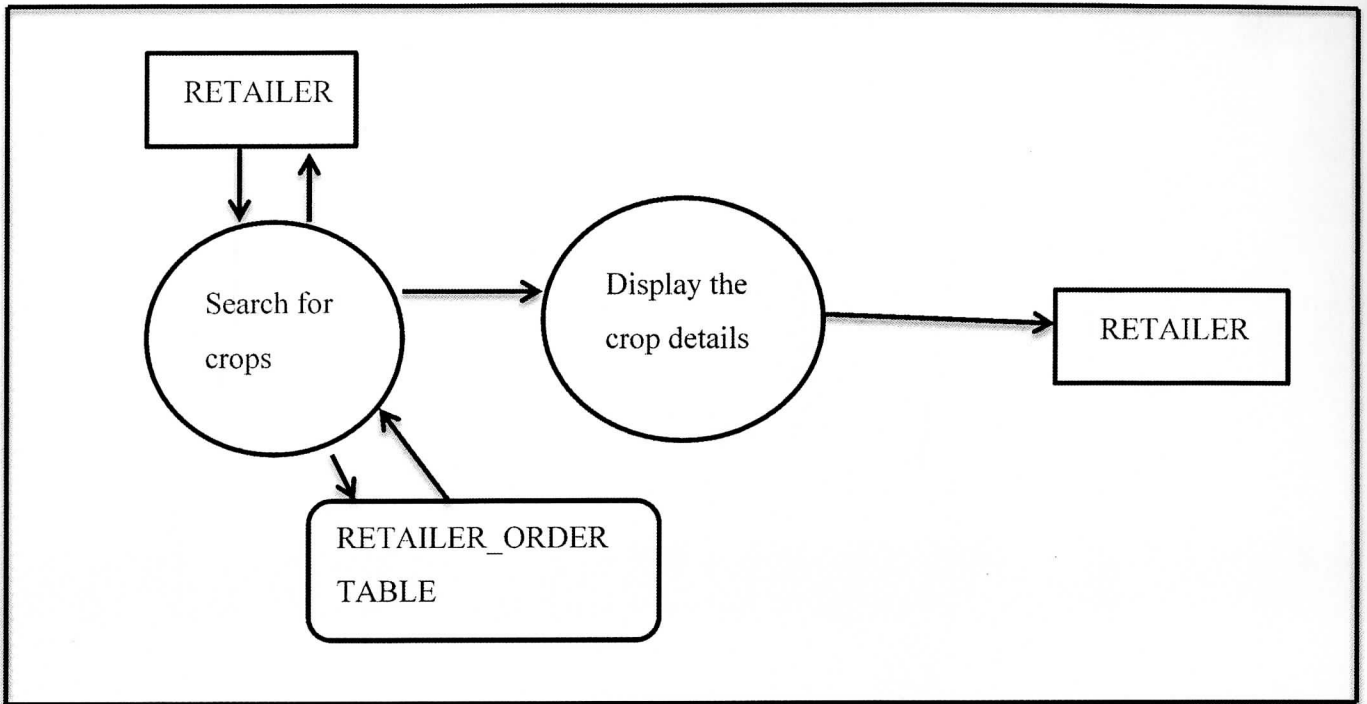 RETAILER
Search for
crops
Display the
crop details
RETAILER
RETAILER_ORDER
TABLE